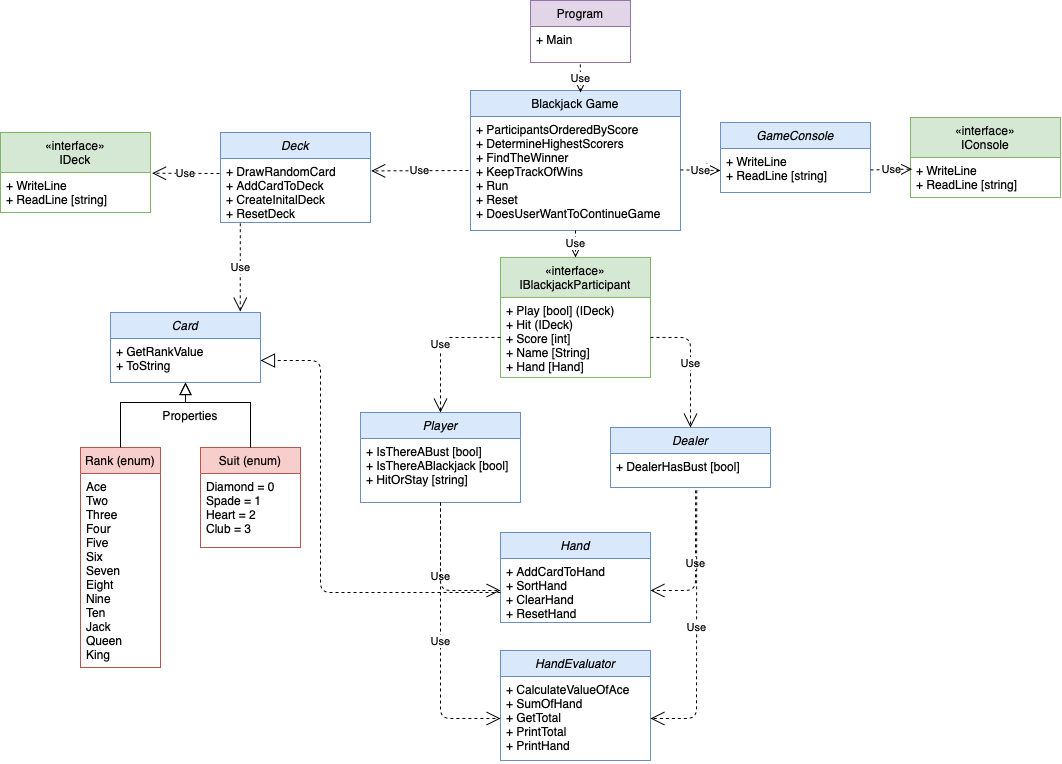 Program
+ Main
Use
Blackjack Game
+ ParticipantsOrderedByScore
+ DetermineHighestScorers
+ FindTheWinner
+ KeepTrackOfWins
+ Run
+ Reset
+ DoesUserWantToContinueGame
«interface»
IDeck
+ WriteLine
+ ReadLine [string]
Use
Deck
+ DrawRandomCard
+ AddCardToDeck
+ CreateInitalDeck
+ ResetDeck
Use
Use
GameConsole
+ WriteLine
+ ReadLine [string]
Use
«interface»
IConsole
+ WriteLine
+ ReadLine [string]
Use
Use
«interface»
IBlackjackParticipant
+ Play [bool] (IDeck)
+ Hit (IDeck)
+ Score [int]
+ Name [String]
+ Hand [Hand]
Card
+ GetRankValue
+ ToString
Properties
Use
Use
Player
+ IsThereABust [bool]
+ IsThereABlackjack [bool]
+ HitOrStay [string]
Dealer
+ DealerHasBust [bool]
Rank (enum)
Ace
Two
Three
Four
Five
Six
Seven
Eight
Nine
Ten
Jack
Queen
King
Suit (enum)
Diamond = 0
Spade = 1
Heart = 2
Club = 3
Hand
+ AddCardToHand
+ SortHand
+ ClearHand
+ ResetHand
Use
Use
Use
Use
HandEvaluator
+ CalculateValueOfAce
+ SumOfHand
+ GetTotal
+ PrintTotal
+ PrintHand